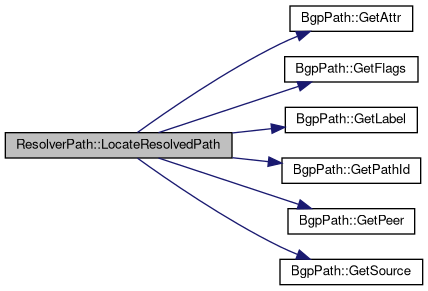 BgpPath::GetAttr
BgpPath::GetFlags
BgpPath::GetLabel
ResolverPath::LocateResolvedPath
BgpPath::GetPathId
BgpPath::GetPeer
BgpPath::GetSource